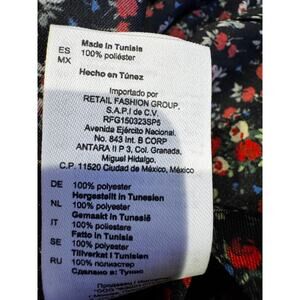 Made in Tunisia
ES 100% poliéster
MX
Hecho en Túnez
Importado por
RETAIL FASHION GROUP,
S.A.P.I de C.V.
RFG150323SP5
Avenida Ejército Nacional,
No. 843 Int. B CORP
ANTARA II P 3, Col. Granada,
Miguel Hidalgo,
C.P. 11520 Ciudad de México, México
DE 100% polyester
Hergestellt in Tunesien
NL 100% polyester
Gemaakt in Tunesië
IT 100% poliestere
Fatto in Tunisia
SE 100% polyester
Tillverkat i Tunisien
RU 100% полиэстер
Сделано в: Тунис